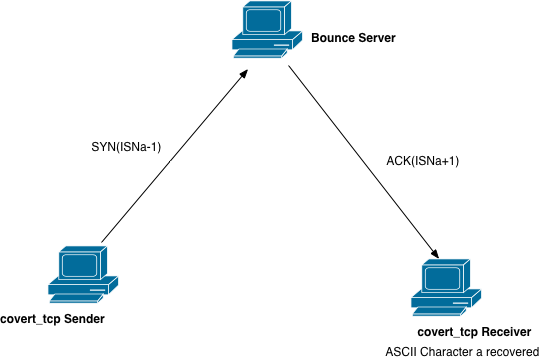 Bounce Server
SYN(ISNa-1)
ACK(ISNa+1)
covert_tcp Sender
covert_tcp Receiver
ASCII Character a recovered